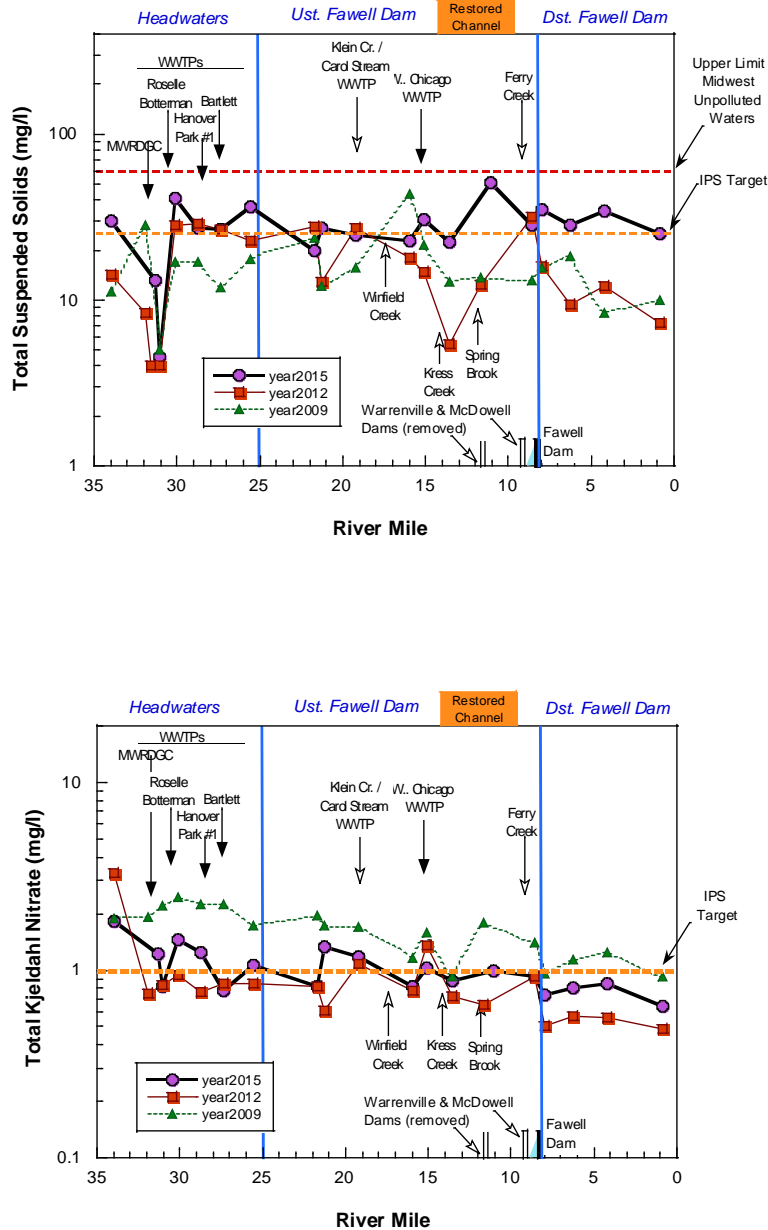 Headwaters
Ust. Fawell Dam
Restored
Channel
Dst. Fawell Dam
WWTPs
MWRDGC
Roselle
Botterman
Hanover
Park #1
Bartlett
Klein Cr. /
Carol Stream
WWTP
W.. Chicago
WWTP
Ferry
Creek
Upper Limit
Midwest
Unpolluted
Waters
IPS Target
Total Suspended Solids (mg/l)
100
10
1
Winfield
Creek
Kress
Creek
Spring
Brook
year2015
year2012
year2009
Warrenville & McDowell
Dams (removed)
Fawell
Dam
35 30 25 20 15 10 5 0
River Mile
Headwaters
Ust. Fawell Dam
Restored
Channel
Dst. Fawell Dam
WWTPs
MWRDGC
Roselle
Botterman
Hanover
Park #1
Bartlett
Klein Cr. /
Carol Stream
WWTP
W.. Chicago
WWTP
Ferry
Creek
IPS
Target
Total Kjeldahl Nitrate (mg/l)
10
1
0.1
Winfield
Creek
Kress
Creek
Spring
Brook
year2015
year2012
year2009
Warrenville & McDowell
Dams (removed)
Fawell
Dam
35 30 25 20 15 10 5 0
River Mile